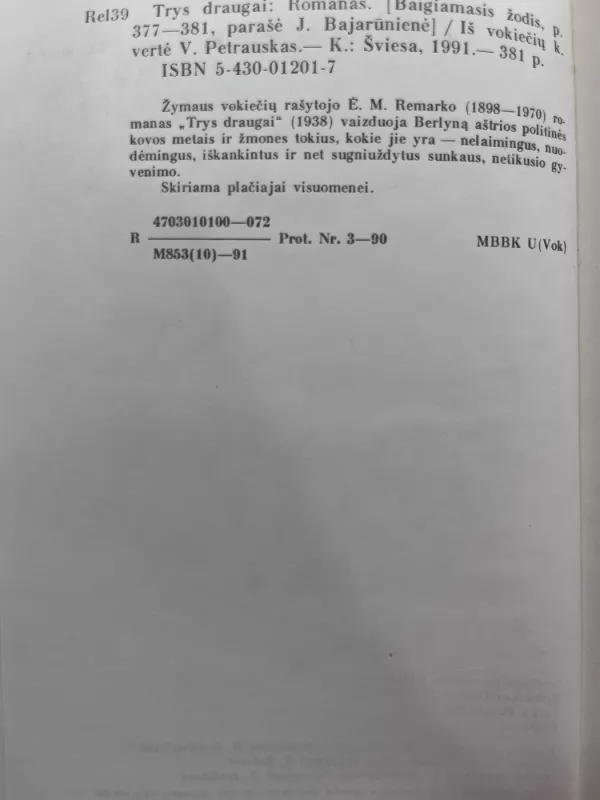 Re139 Trys draugai: Romanas. [Baigiamasis žodis, p.
377—381, parašė J. Bajarūnienė] / Iš vokiečių k.
vertė V. Petrauskas.— K.: Šviesa, 1991.— 381 p.
ISBN 5-430-01201-7
Žymaus vokiečių rašytojo E. M. Remarko (1898—1970) ro-
manas „Trys draugai“ (1938) vaizduoja Berlyną aštrios politinės
kovos metais ir žmones tokius, kokie jie yra — nelaimingus, nuo-
dėmingus, iškankintus ir net sugniuždytus sunkaus, netikusio gy-
venimo.
Skiriama plačiajai visuomenei.
4703010100—072
R Prot. Nr. 3—90 MBBK U(Vok)
M853(10)—91